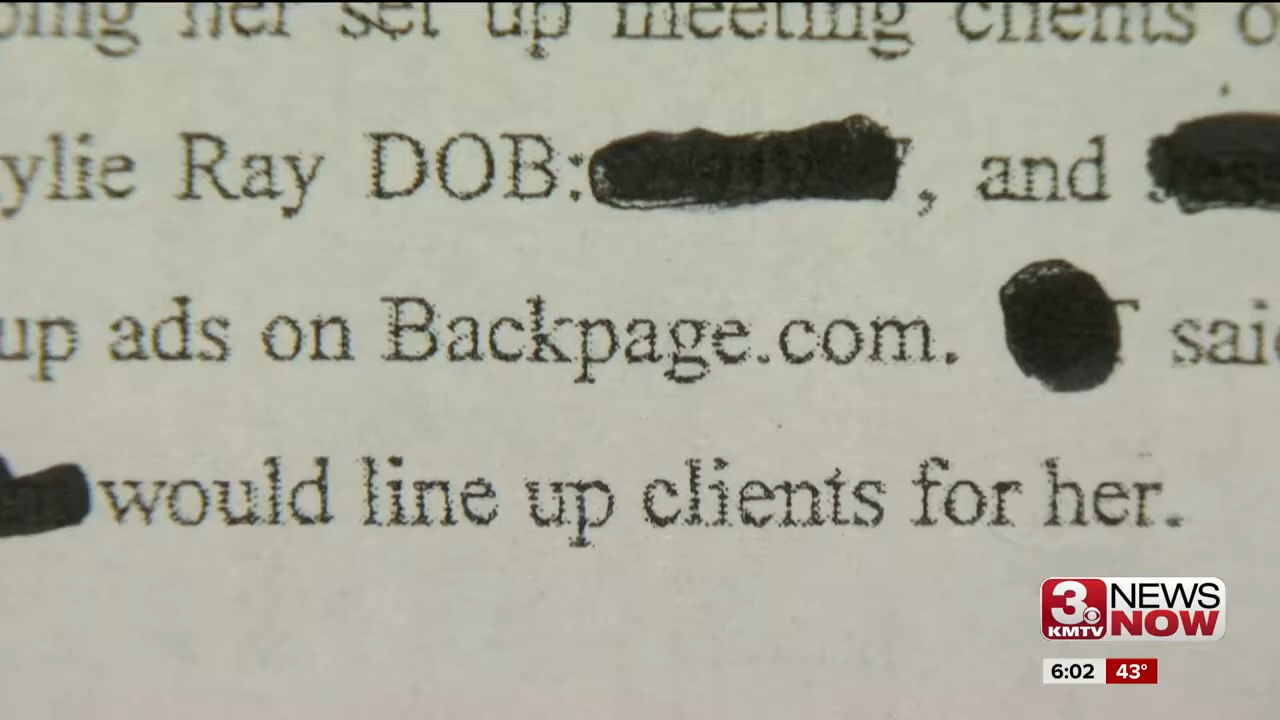 her set up meeting clients
ylie Ray DOB: , and
up ads on Backpage.com. T said
would line up clients for her.
3 NEWS
KMTV NOW
6:02 43°